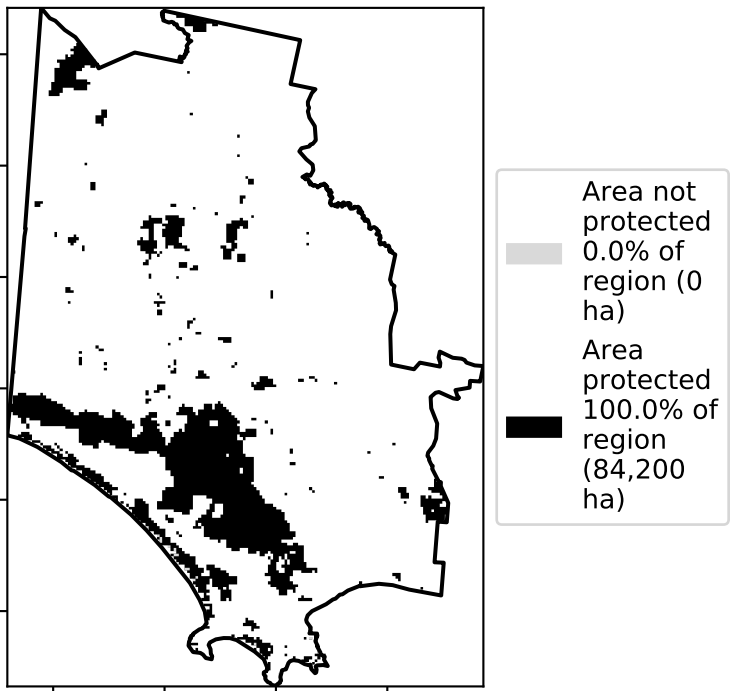 Area not
protected
0.0% of
region (0
ha)
Area
protected
100.0% of
region
(84,200
ha)